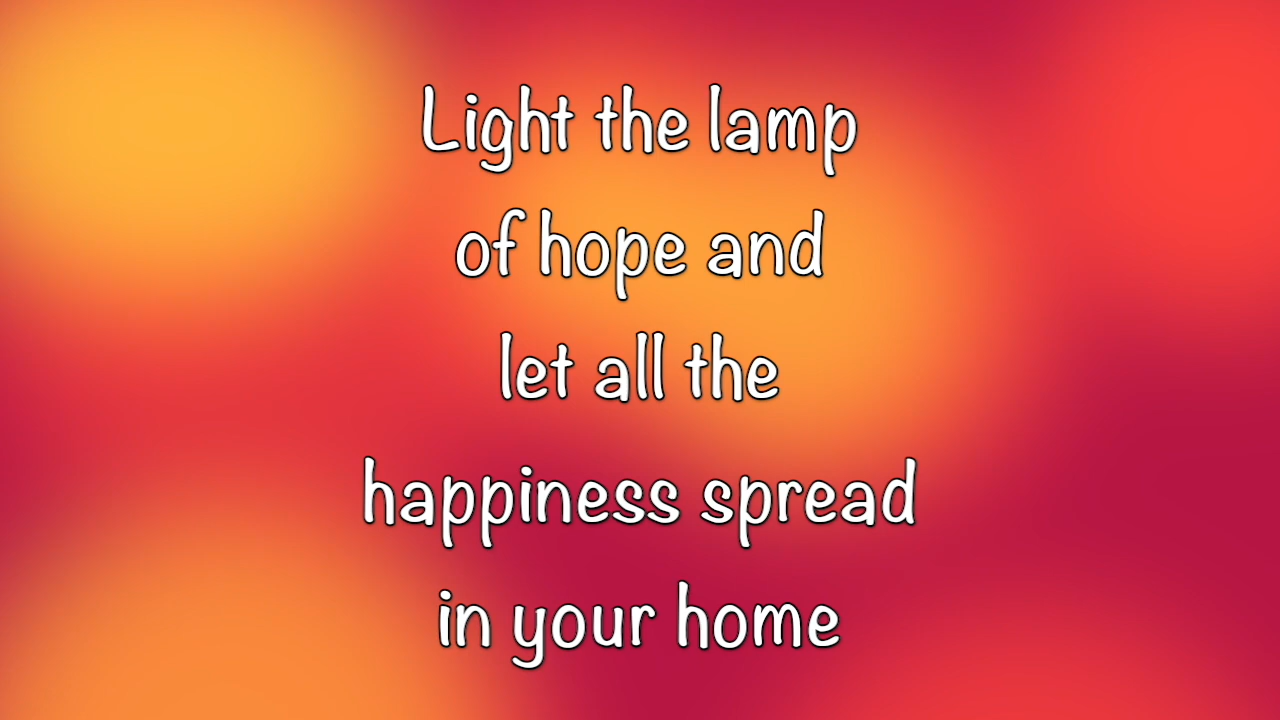 Light the lamp
of hope and
let all the
happiness spread
in your home